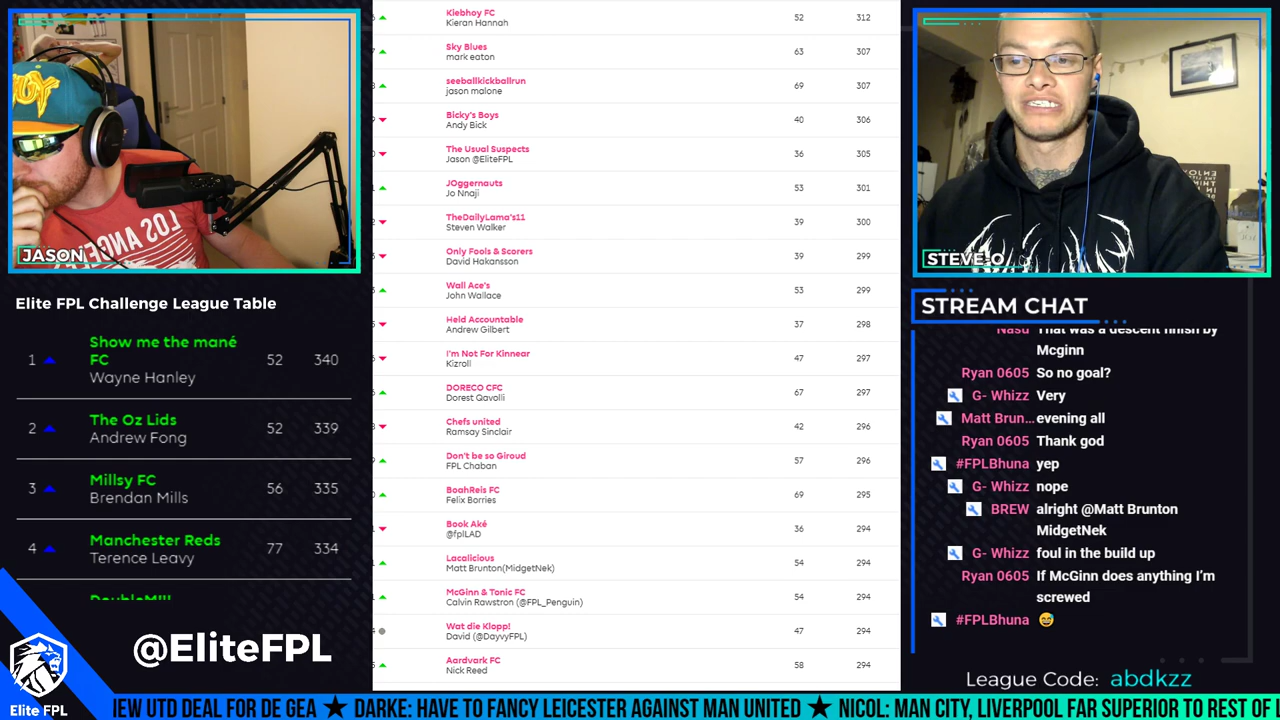 JASON
LOS ANGELES
STEVE-O
Elite FPL Challenge League Table
1 Show me the mané FC 52 340
Wayne Hanley
2 The Oz Lids 52 339
Andrew Fong
3 Millsy FC 56 335
Brendan Mills
4 Manchester Reds 77 334
Terence Leavy
@EliteFPL
Elite FPL
Kiebhoy FC 52 312
Kieran Hannah
Sky Blues 63 307
mark eaton
seeballkickballrun 69 307
jason malone
Bicky's Boys 40 306
Andy Bick
The Usual Suspects 36 305
Jason @EliteFPL
JOggernauts 53 301
Jo Nnaji
TheDailyLama's11 39 300
Steven Walker
Only Fools & Scorers 39 299
David Hakansson
Wall Ace's 53 299
John Wallace
Held Accountable 37 298
Andrew Gilbert
I'm Not For Kinnear 47 297
Kizroll
DORECO CFC 67 297
Dorest Qavolli
Chefs united 42 296
Ramsay Sinclair
Don't be so Giroud 57 296
FPL Chaban
BoahReis FC 69 295
Felix Borries
Book Aké 36 294
@fplLAD
Lacalicious 54 294
Matt Brunton(MidgetNek)
McGinn & Tonic FC 54 294
Calvin Rawstron (@FPL_Penguin)
Wat die Klopp! 47 294
David (@DayvyFPL)
Aardvark FC 58 294
Nick Reed
STREAM CHAT
Nasu That was a descent finish by
Mcginn
Ryan 0605 So no goal?
G- Whizz Very
Matt Brun... evening all
Ryan 0605 Thank god
#FPLBhuna yep
G- Whizz nope
BREW alright @Matt Brunton
MidgetNek
G- Whizz foul in the build up
Ryan 0605 If McGinn does anything I'm
screwed
#FPLBhuna 😅
League Code: abdkzz
IEW UTD DEAL FOR DE GEA ★ DARKE: HAVE TO FANCY LEICESTER AGAINST MAN UNITED ★ NICOL: MAN CITY, LIVERPOOL FAR SUPERIOR TO REST OF